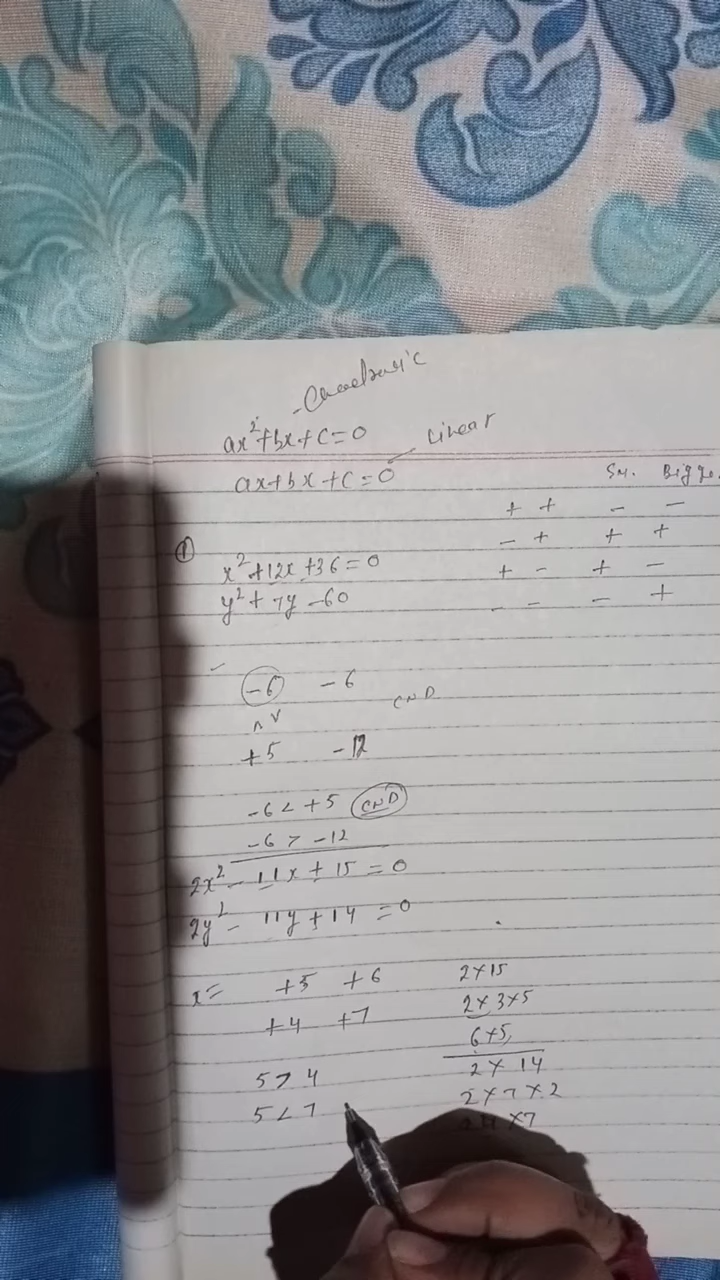 - Quadratic
ax²+bx+c=0
ax+bx+c=0 - Linear
Sm. Bigge
+ + - -
- + + +
① x²+12x+36=0 + - + -
y²+7y-60 - - - +
-6 -6
CND
+5 -12
-6<+5 CND
-6>-12
2x²-11x+15=0
2y²-11y+14=0
x= +5 +6 2×15
+4 +7 2×3×5
6×5
5>4 2×14
5<7 2×7×2
×7